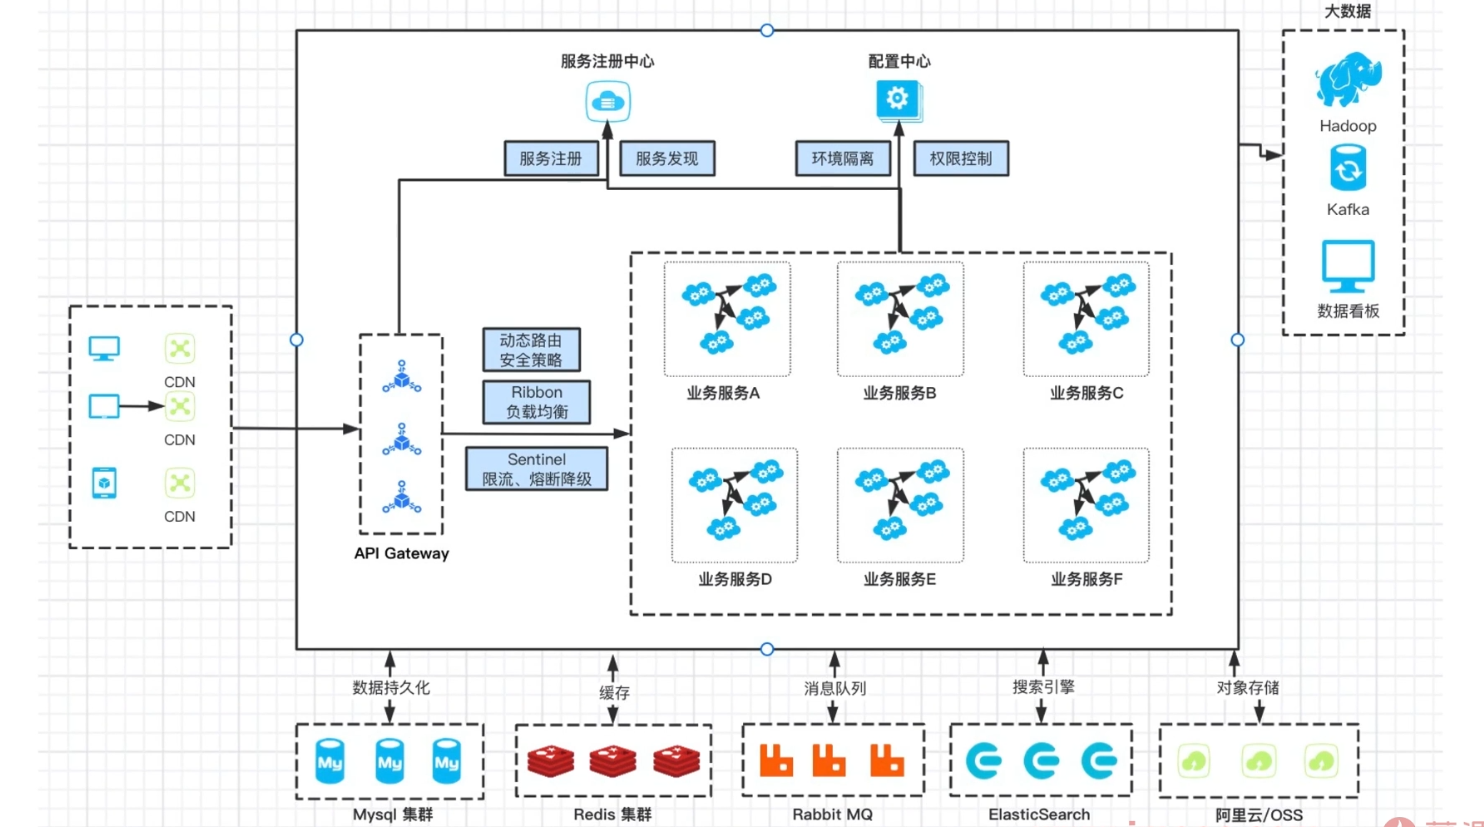 大数据
服务注册中心
配置中心
服务注册
服务发现
环境隔离
权限控制
Hadoop
Kafka
数据看板
CDN
CDN
CDN
API Gateway
动态路由
安全策略
Ribbon
负载均衡
Sentinel
限流、熔断降级
业务服务A
业务服务B
业务服务C
业务服务D
业务服务E
业务服务F
数据持久化
缓存
消息队列
搜索引擎
对象存储
My
My
My
Mysql 集群
Redis 集群
Rabbit MQ
ElasticSearch
阿里云/OSS